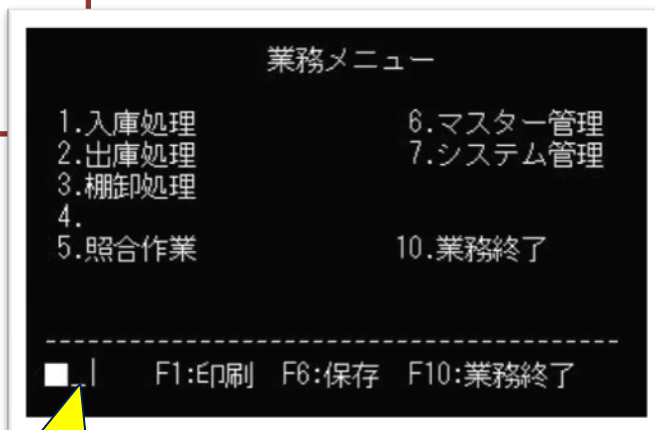 業務メニュー
1.入庫処理 6.マスター管理
2.出庫処理 7.システム管理
3.棚卸処理
4.
5.照合作業 10.業務終了
--------------------------------------------
■_| F1:印刷 F6:保存 F10:業務終了